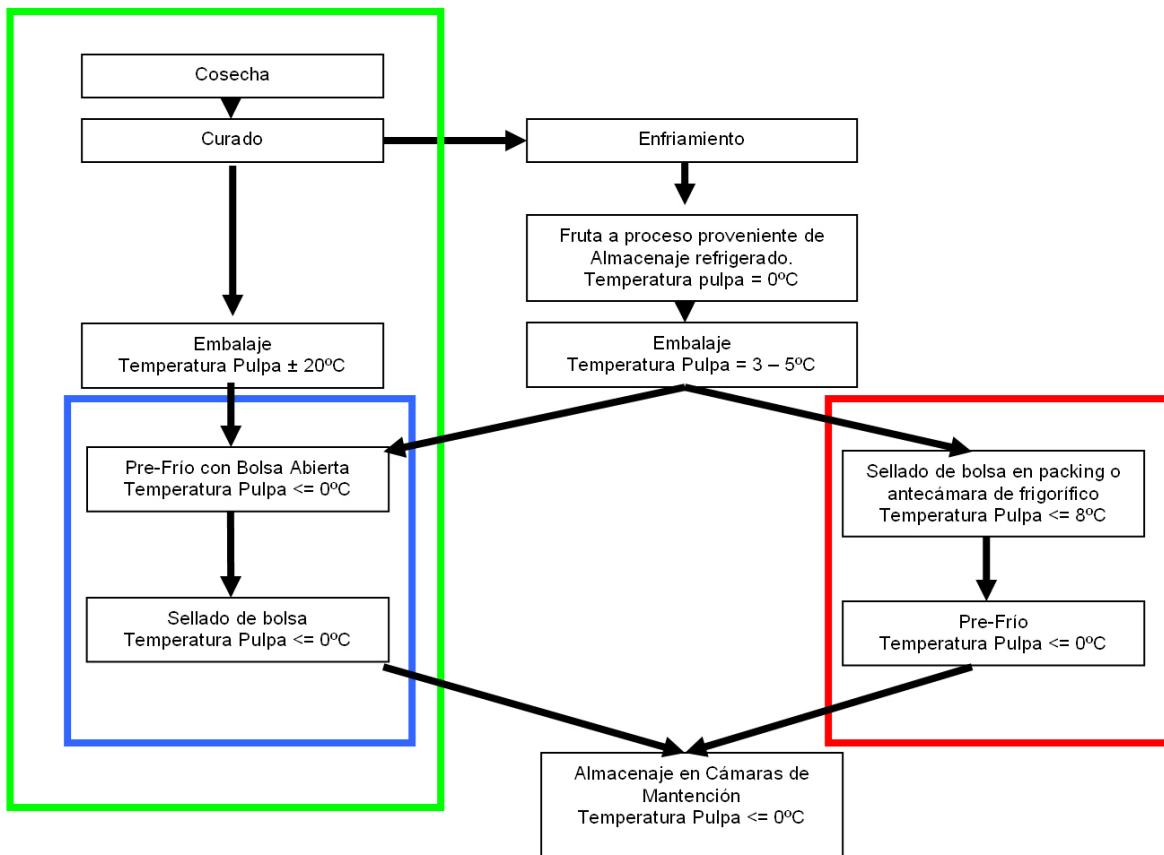 Cosecha
Curado
Enfriamiento
Fruta a proceso proveniente de
Almacenaje refrigerado.
Temperatura pulpa = 0ºC
Embalaje
Temperatura Pulpa ± 20ºC
Embalaje
Temperatura Pulpa = 3 – 5ºC
Pre-Frío con Bolsa Abierta
Temperatura Pulpa <= 0ºC
Sellado de bolsa en packing o
antecámara de frigorífico
Temperatura Pulpa <= 8ºC
Sellado de bolsa
Temperatura Pulpa <= 0ºC
Pre-Frío
Temperatura Pulpa <= 0ºC
Almacenaje en Cámaras de
Mantención
Temperatura Pulpa <= 0ºC